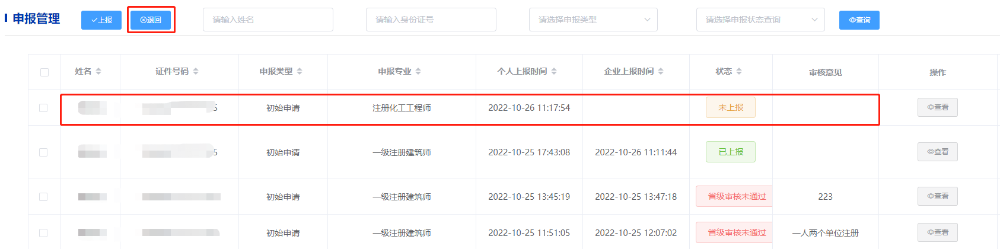 申报管理 上报 退回 请输入姓名 请输入身份证号 请选择申报类型 请选择申报状态查询 查询
姓名 证件号码 申报类型 申报专业 个人上报时间 企业上报时间 状态 审核意见 操作
5 初始申请 注册化工工程师 2022-10-26 11:17:54 未上报 查看
5 初始申请 一级注册建筑师 2022-10-25 17:43:08 2022-10-26 11:11:44 已上报 查看
初始申请 一级注册建筑师 2022-10-25 13:45:19 2022-10-25 13:47:18 省级审核未通过 223 查看
初始申请 一级注册建筑师 2022-10-25 11:51:05 2022-10-25 12:07:02 省级审核未通过 一人两个单位注册 查看